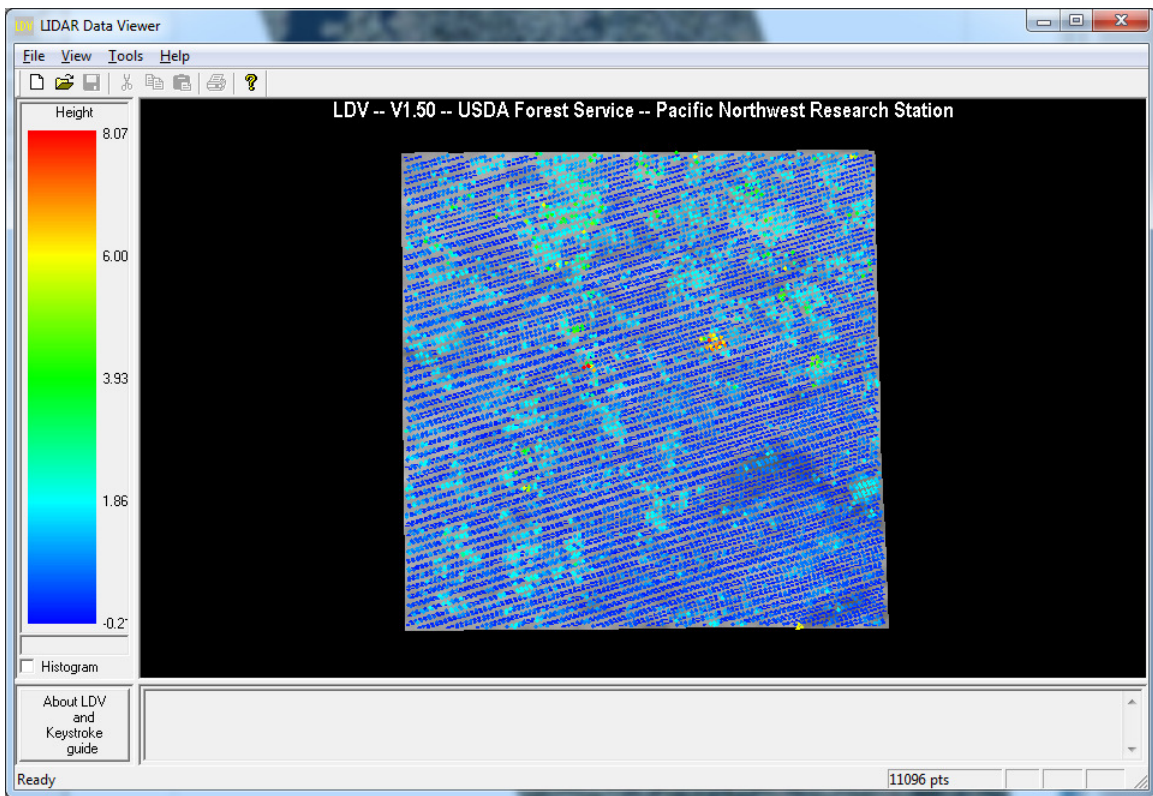 LDV LIDAR Data Viewer
File View Tools Help
Height
8.07
6.00
3.93
1.86
-0.2
Histogram
LDV -- V1.50 -- USDA Forest Service -- Pacific Northwest Research Station
About LDV
and
Keystroke
guide
Ready
11096 pts